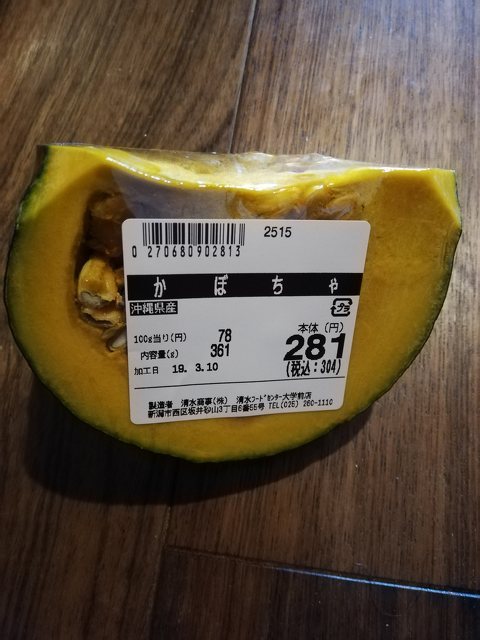 2515
0 270680902813
かぼちゃ
沖縄県産
プラ
100g当り(円) 78
内容量(g) 361
加工日 19. 3.10
本体 (円)
281
(税込:304)
製造者 清水商事(株) 清水フードセンター大学前店
新潟市西区坂井砂山3丁目6番55号 TEL(025) 260-1110